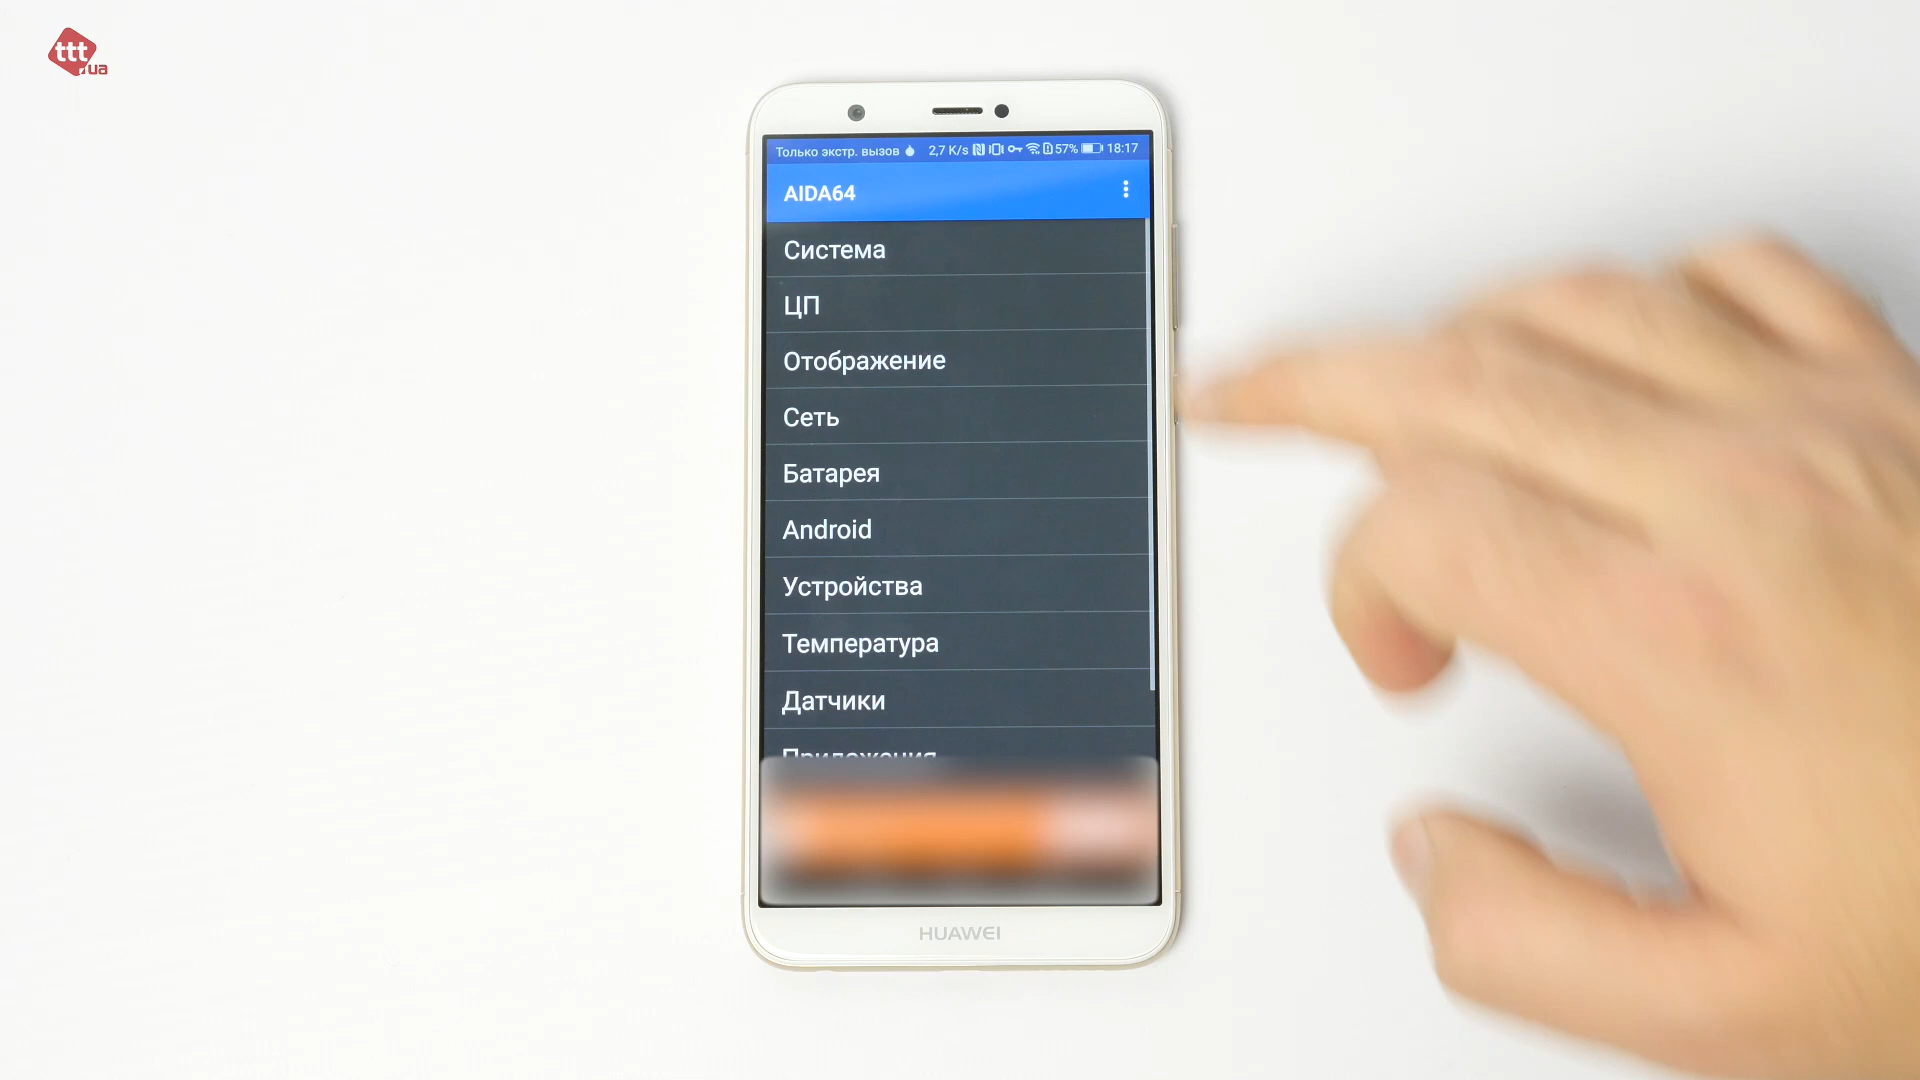 ttt
.ua
Только экстр. вызов 2,7 K/s 57% 18:17
AIDA64
Система
ЦП
Отображение
Сеть
Батарея
Android
Устройства
Температура
Датчики
Приложения
HUAWEI